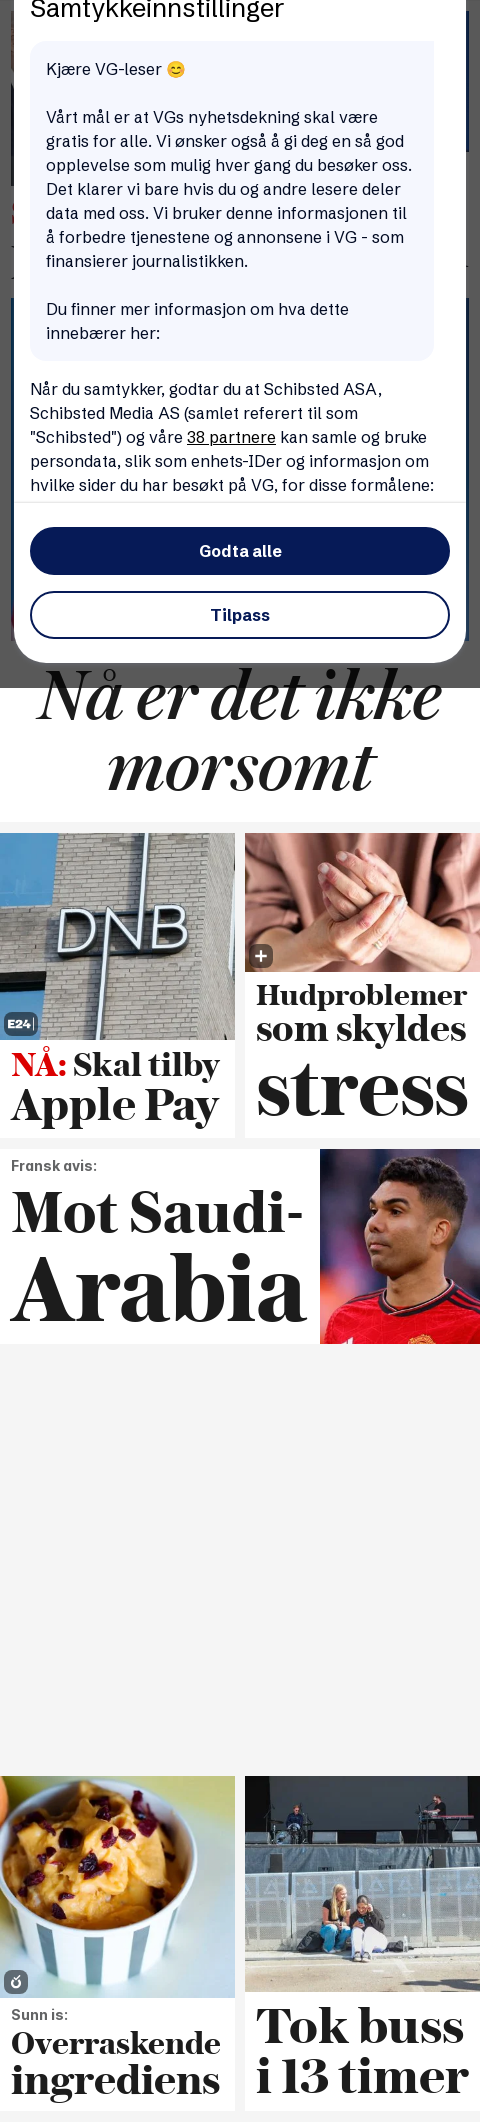 Samtykkeinnstillinger
Kjære VG-leser 😊
Vårt mål er at VGs nyhetsdekning skal være
gratis for alle. Vi ønsker også å gi deg en så god
opplevelse som mulig hver gang du besøker oss.
Det klarer vi bare hvis du og andre lesere deler
data med oss. Vi bruker denne informasjonen til
å forbedre tjenestene og annonsene i VG - som
finansierer journalistikken.
Du finner mer informasjon om hva dette
innebærer her:
Når du samtykker, godtar du at Schibsted ASA,
Schibsted Media AS (samlet referert til som
"Schibsted") og våre 38 partnere kan samle og bruke
persondata, slik som enhets-IDer og informasjon om
hvilke sider du har besøkt på VG, for disse formålene:
Godta alle
Tilpass
Nå er det ikke
morsomt
DNB
E24
NÅ: Skal tilby
Apple Pay
Hudproblemer
som skyldes
stress
Fransk avis:
Mot Saudi-
Arabia
Sunn is:
Overraskende
ingrediens
Tok buss
i 13 timer